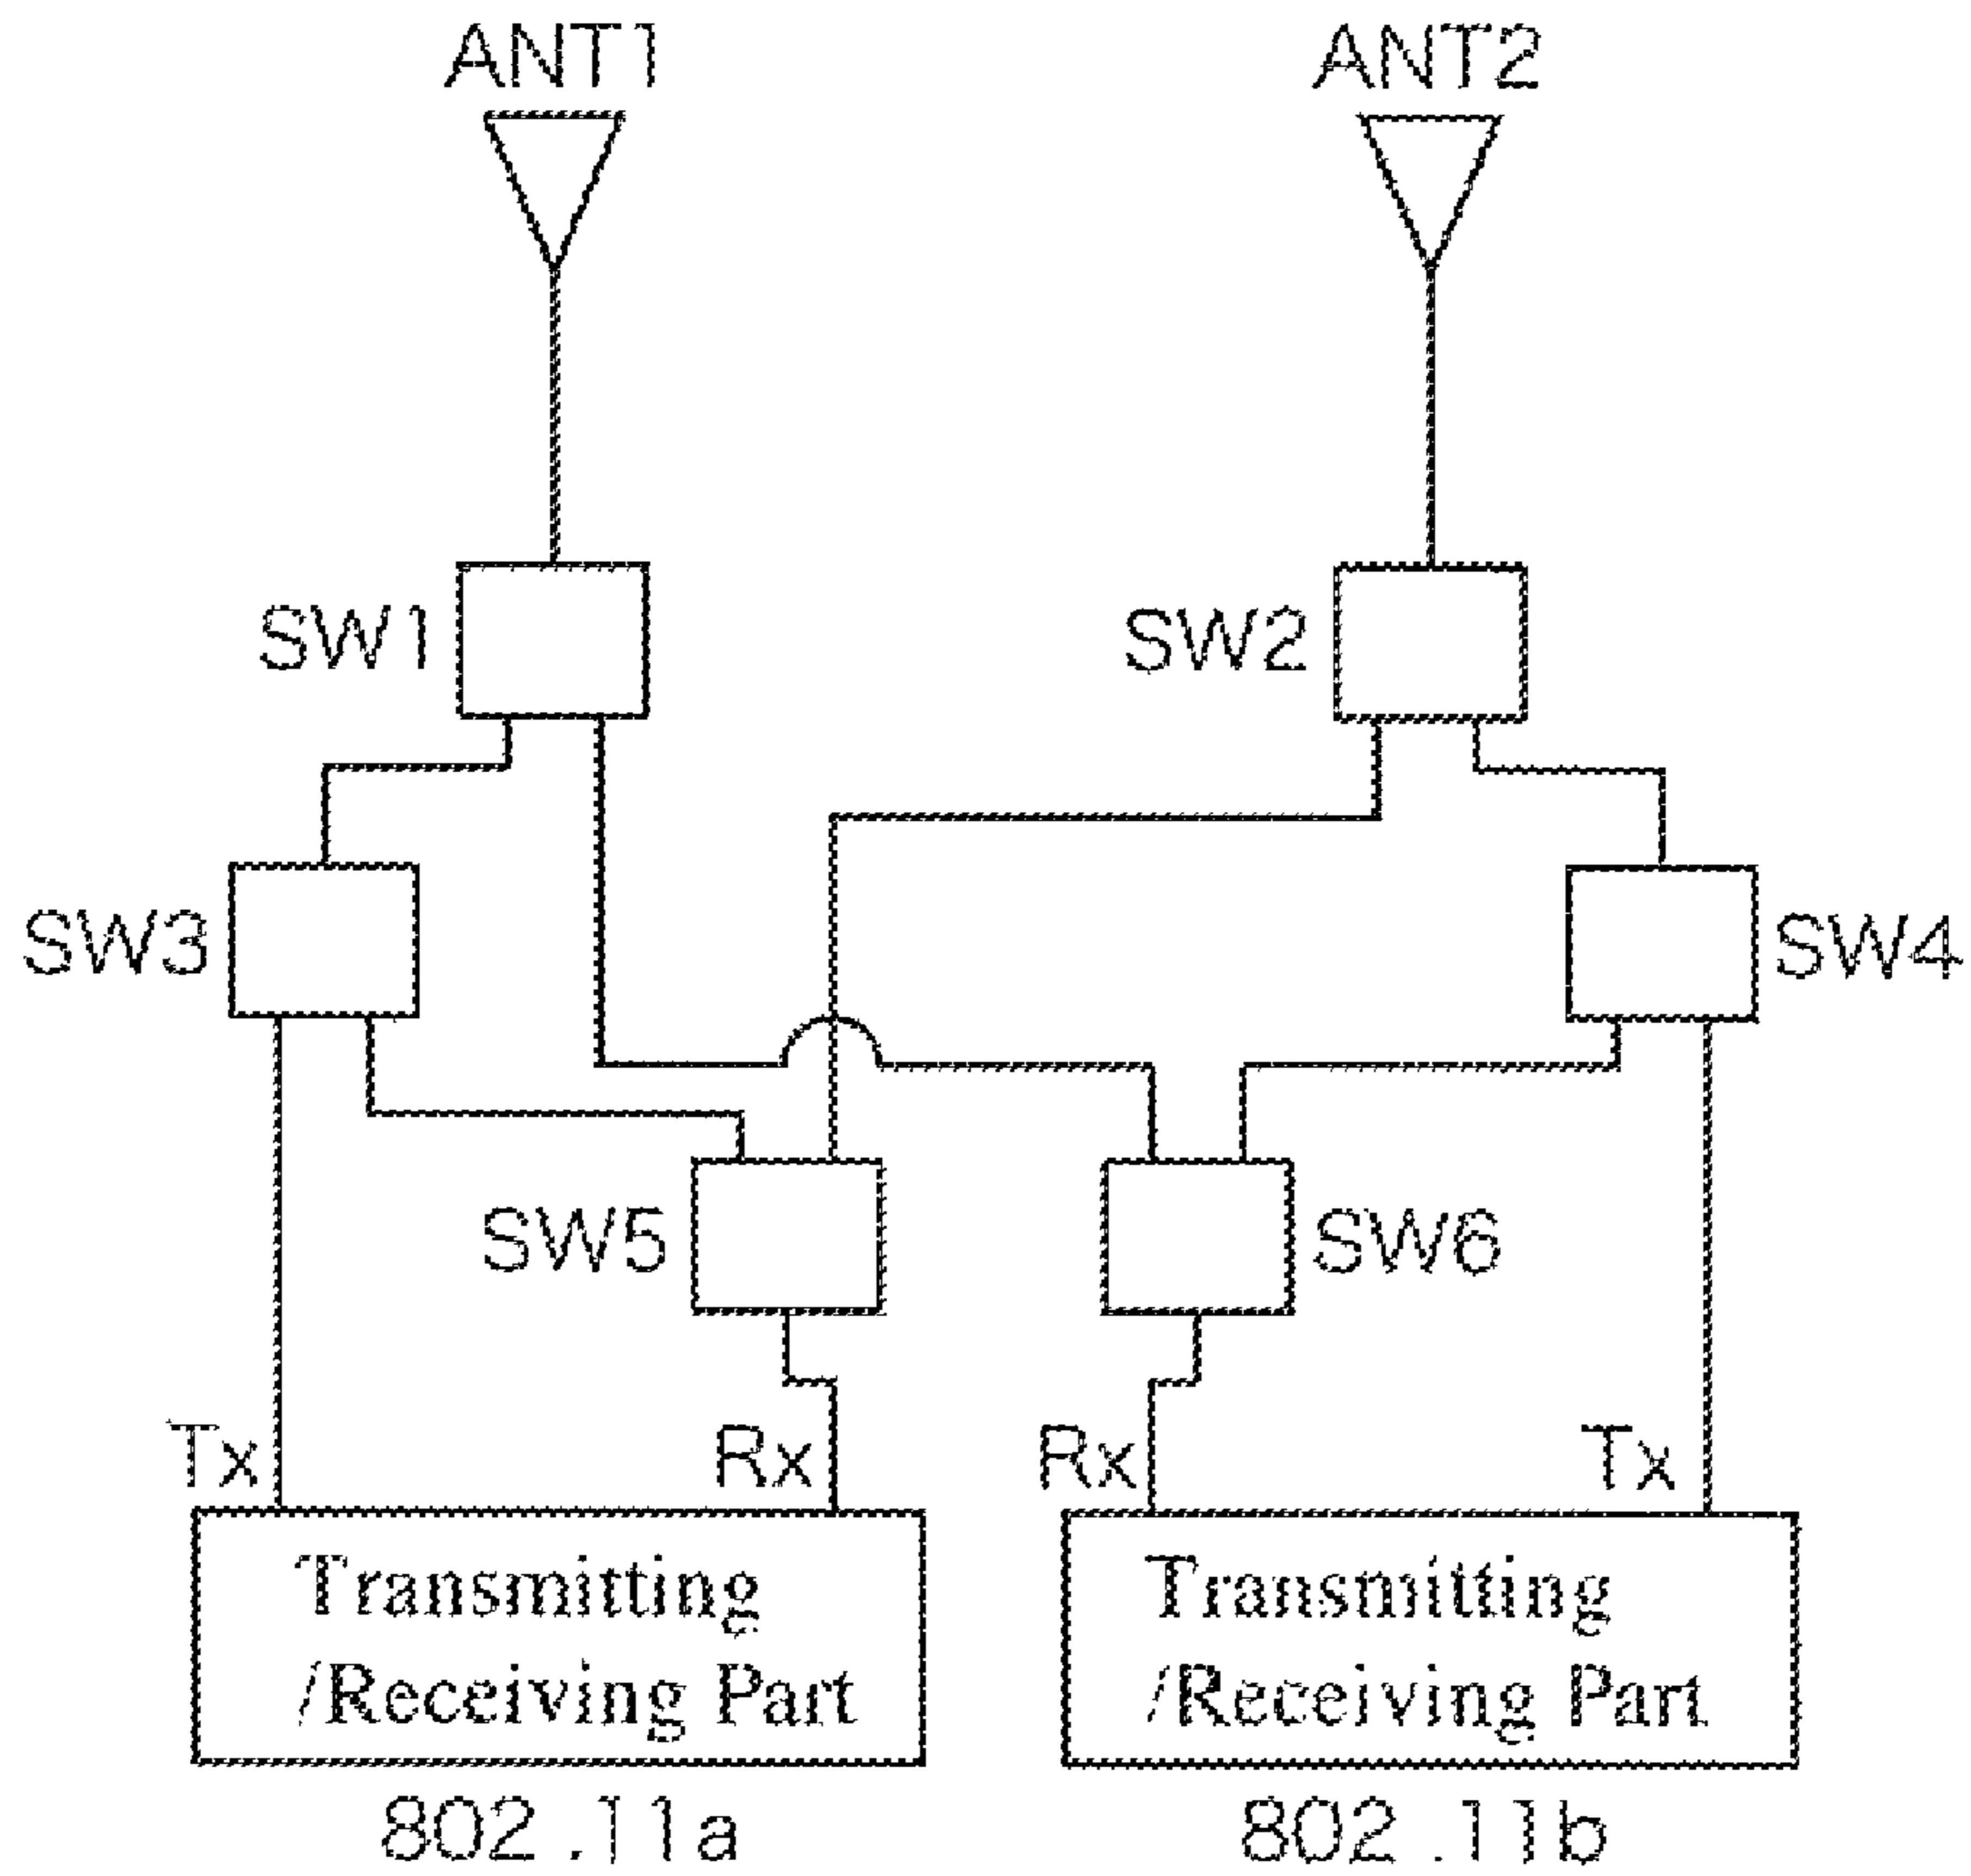 ANT1
ANT2
SW1
SW2
SW3
SW4
SW5
SW6
Tx
Rx
Rx
Tx
Transmitting
/Receiving Part
Transmitting
/Receiving Part
802.11a
802.11b